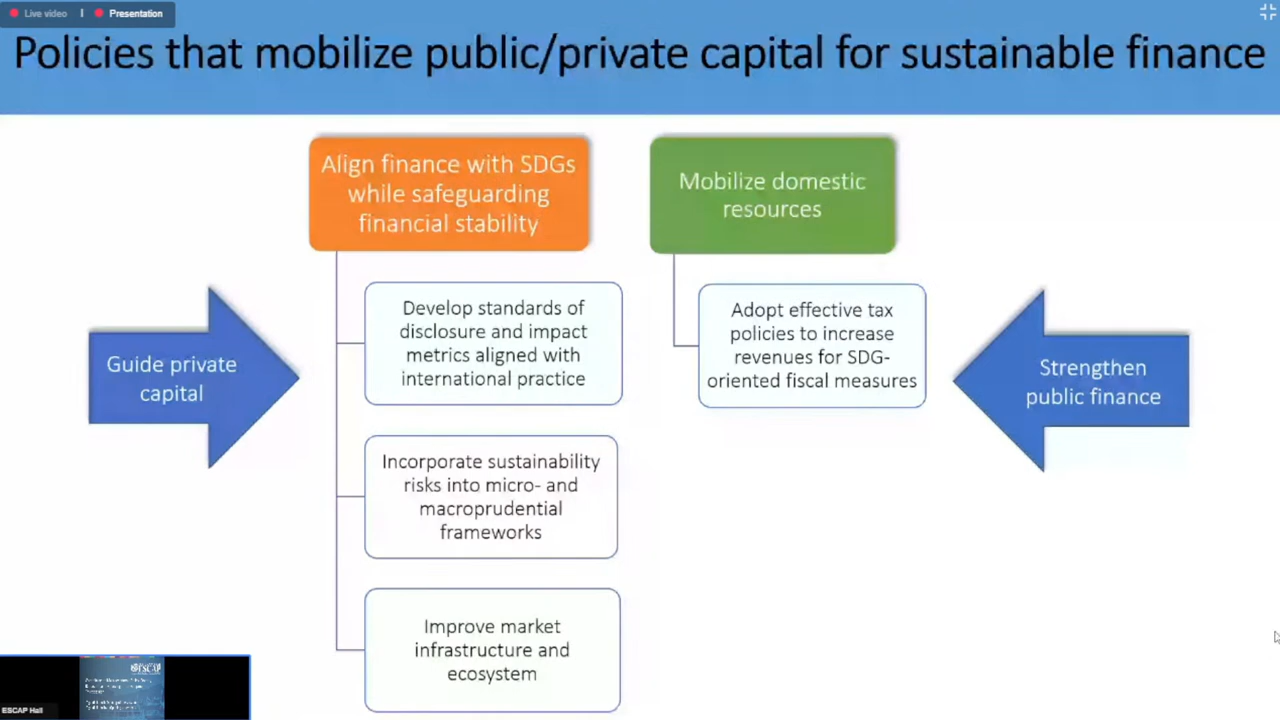 Live video | Presentation
Policies that mobilize public/private capital for sustainable finance
Align finance with SDGs
while safeguarding
financial stability
Mobilize domestic
resources
Guide private
capital
Develop standards of
disclosure and impact
metrics aligned with
international practice
Adopt effective tax
policies to increase
revenues for SDG-
oriented fiscal measures
Strengthen
public finance
Incorporate sustainability
risks into micro- and
macroprudential
frameworks
Improve market
infrastructure and
ecosystem
ESCAP
ESCAP Hall